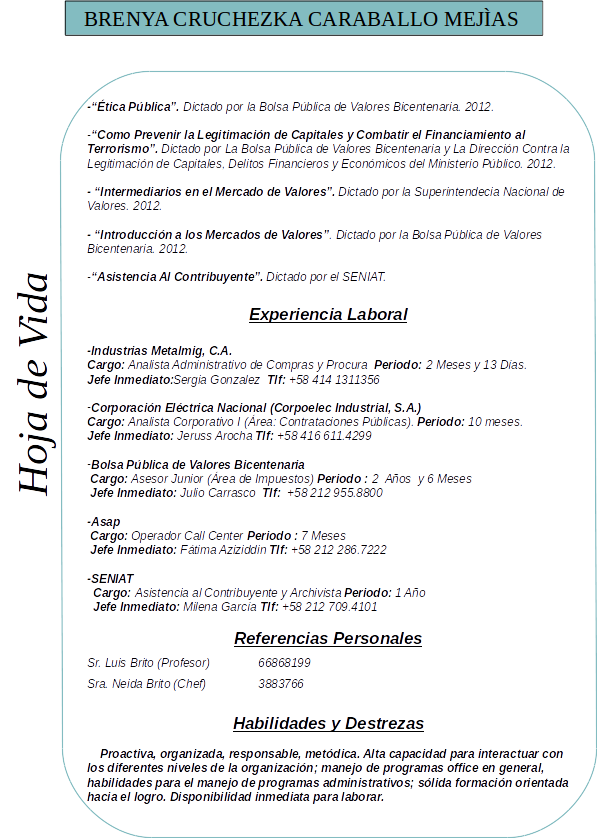 BRENYA CRUCHEZKA CARABALLO MEJÌAS
Hoja de Vida
-“Ética Pública”. Dictado por la Bolsa Pública de Valores Bicentenaria. 2012.
-“Como Prevenir la Legitimación de Capitales y Combatir el Financiamiento al
Terrorismo”. Dictado por La Bolsa Pública de Valores Bicentenaria y La Dirección Contra la
Legitimación de Capitales, Delitos Financieros y Económicos del Ministerio Público. 2012.
- “Intermediarios en el Mercado de Valores”. Dictado por la Superintendecia Nacional de
Valores. 2012.
- “Introducción a los Mercados de Valores”. Dictado por la Bolsa Pública de Valores
Bicentenaria. 2012.
-“Asistencia Al Contribuyente”. Dictado por el SENIAT.
Experiencia Laboral
-Industrias Metalmig, C.A.
Cargo: Analista Administrativo de Compras y Procura Periodo: 2 Meses y 13 Días.
Jefe Inmediato:Sergia Gonzalez Tlf: +58 414 1311356
-Corporación Eléctrica Nacional (Corpoelec Industrial, S.A.)
Cargo: Analista Corporativo I (Área: Contrataciones Públicas). Periodo: 10 meses.
Jefe Inmediato: Jeruss Arocha Tlf: +58 416 611.4299
-Bolsa Pública de Valores Bicentenaria
Cargo: Asesor Junior (Área de Impuestos) Periodo : 2 Años y 6 Meses
Jefe Inmediato: Julio Carrasco Tlf: +58 212 955.8800
-Asap
Cargo: Operador Call Center Periodo : 7 Meses
Jefe Inmediato: Fátima Aziziddin Tlf: +58 212 286.7222
-SENIAT
Cargo: Asistencia al Contribuyente y Archivista Periodo: 1 Año
Jefe Inmediato: Milena García Tlf: +58 212 709.4101
Referencias Personales
Sr. Luis Brito (Profesor) 66868199
Sra. Neida Brito (Chef) 3883766
Habilidades y Destrezas
Proactiva, organizada, responsable, metódica. Alta capacidad para interactuar con
los diferentes niveles de la organización; manejo de programas office en general,
habilidades para el manejo de programas administrativos; sólida formación orientada
hacia el logro. Disponibilidad inmediata para laborar.